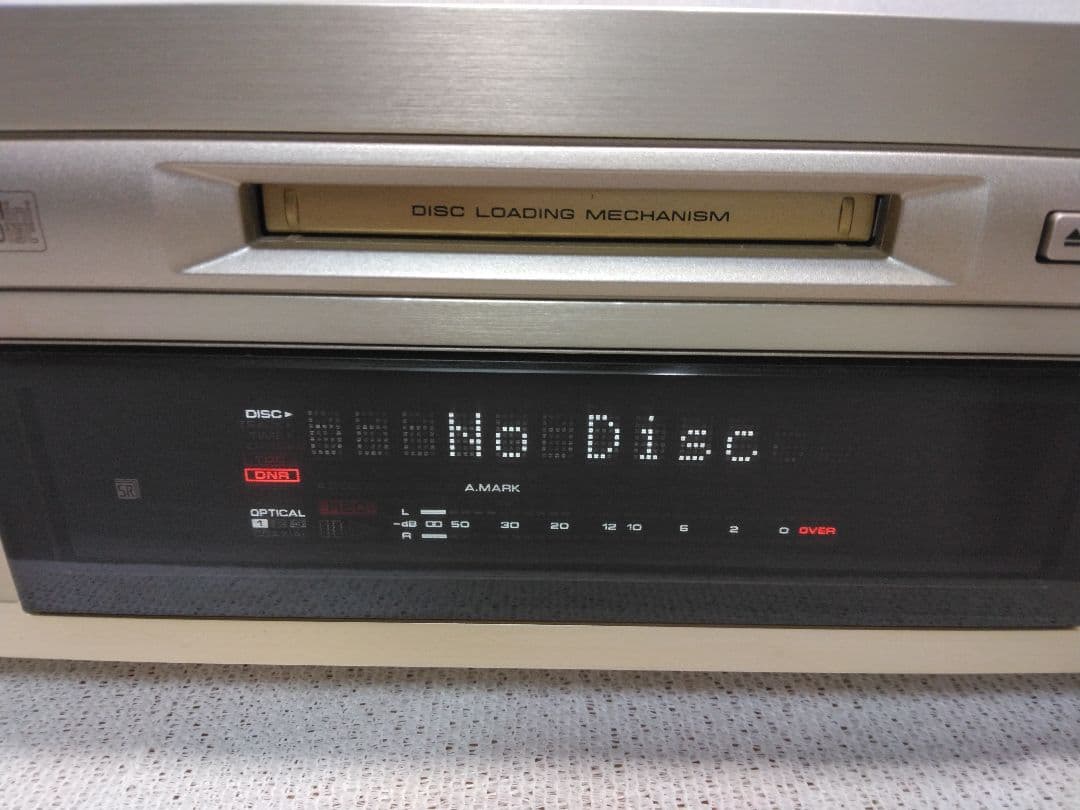 DISC LOADING MECHANISM
DISC▸
No Disc
DNR
A.MARK
OPTICAL
1
L
-dB ∞ 50 30 20 12 10 6 2 0 OVER
R